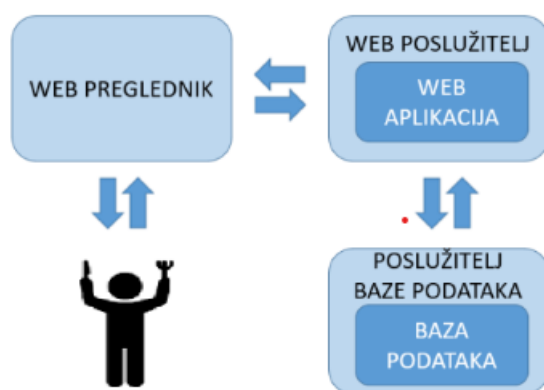 WEB PREGLEDNIK
WEB POSLUŽITELJ
WEB
APLIKACIJA
POSLUŽITELJ
BAZE PODATAKA
BAZA
PODATAKA